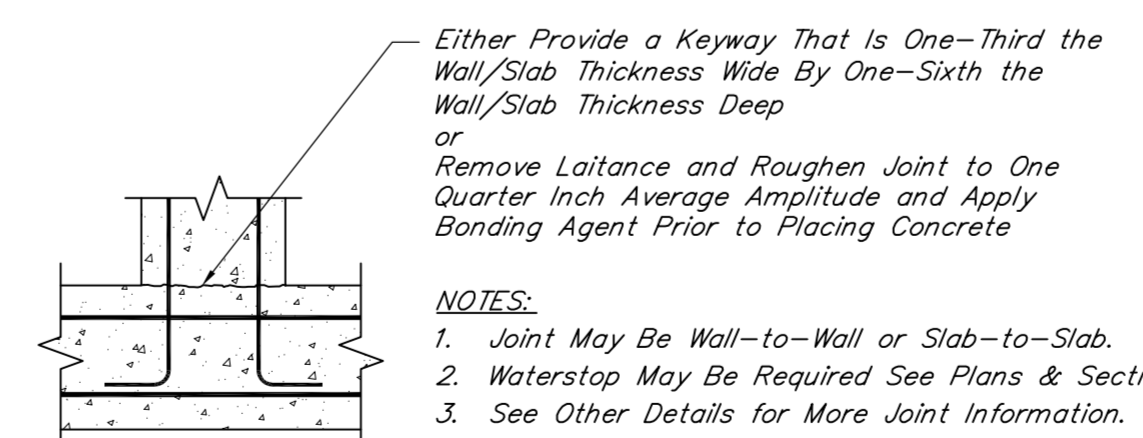 Either Provide a Keyway That Is One-Third the
Wall/Slab Thickness Wide By One-Sixth the
Wall/Slab Thickness Deep
or
Remove Laitance and Roughen Joint to One
Quarter Inch Average Amplitude and Apply
Bonding Agent Prior to Placing Concrete
NOTES:
1. Joint May Be Wall-to-Wall or Slab-to-Slab.
2. Waterstop May Be Required See Plans & Secti
3. See Other Details for More Joint Information.